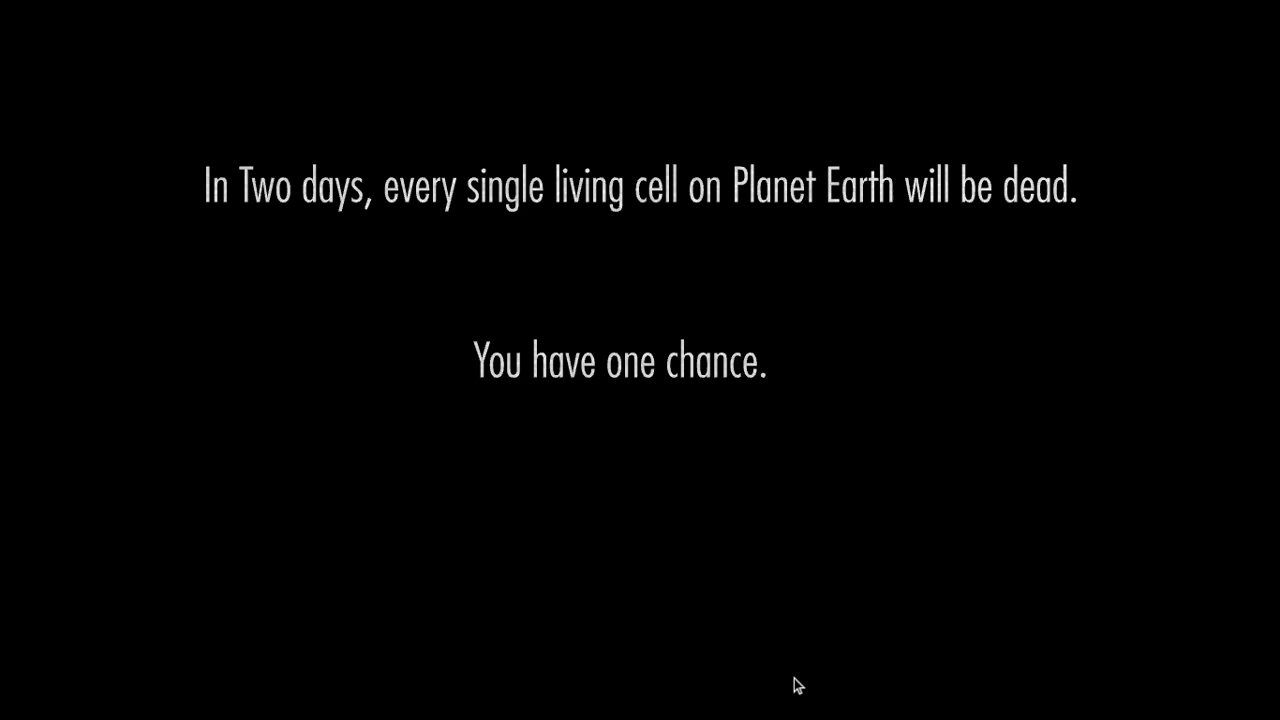 In Two days, every single living cell on Planet Earth will be dead.
You have one chance.